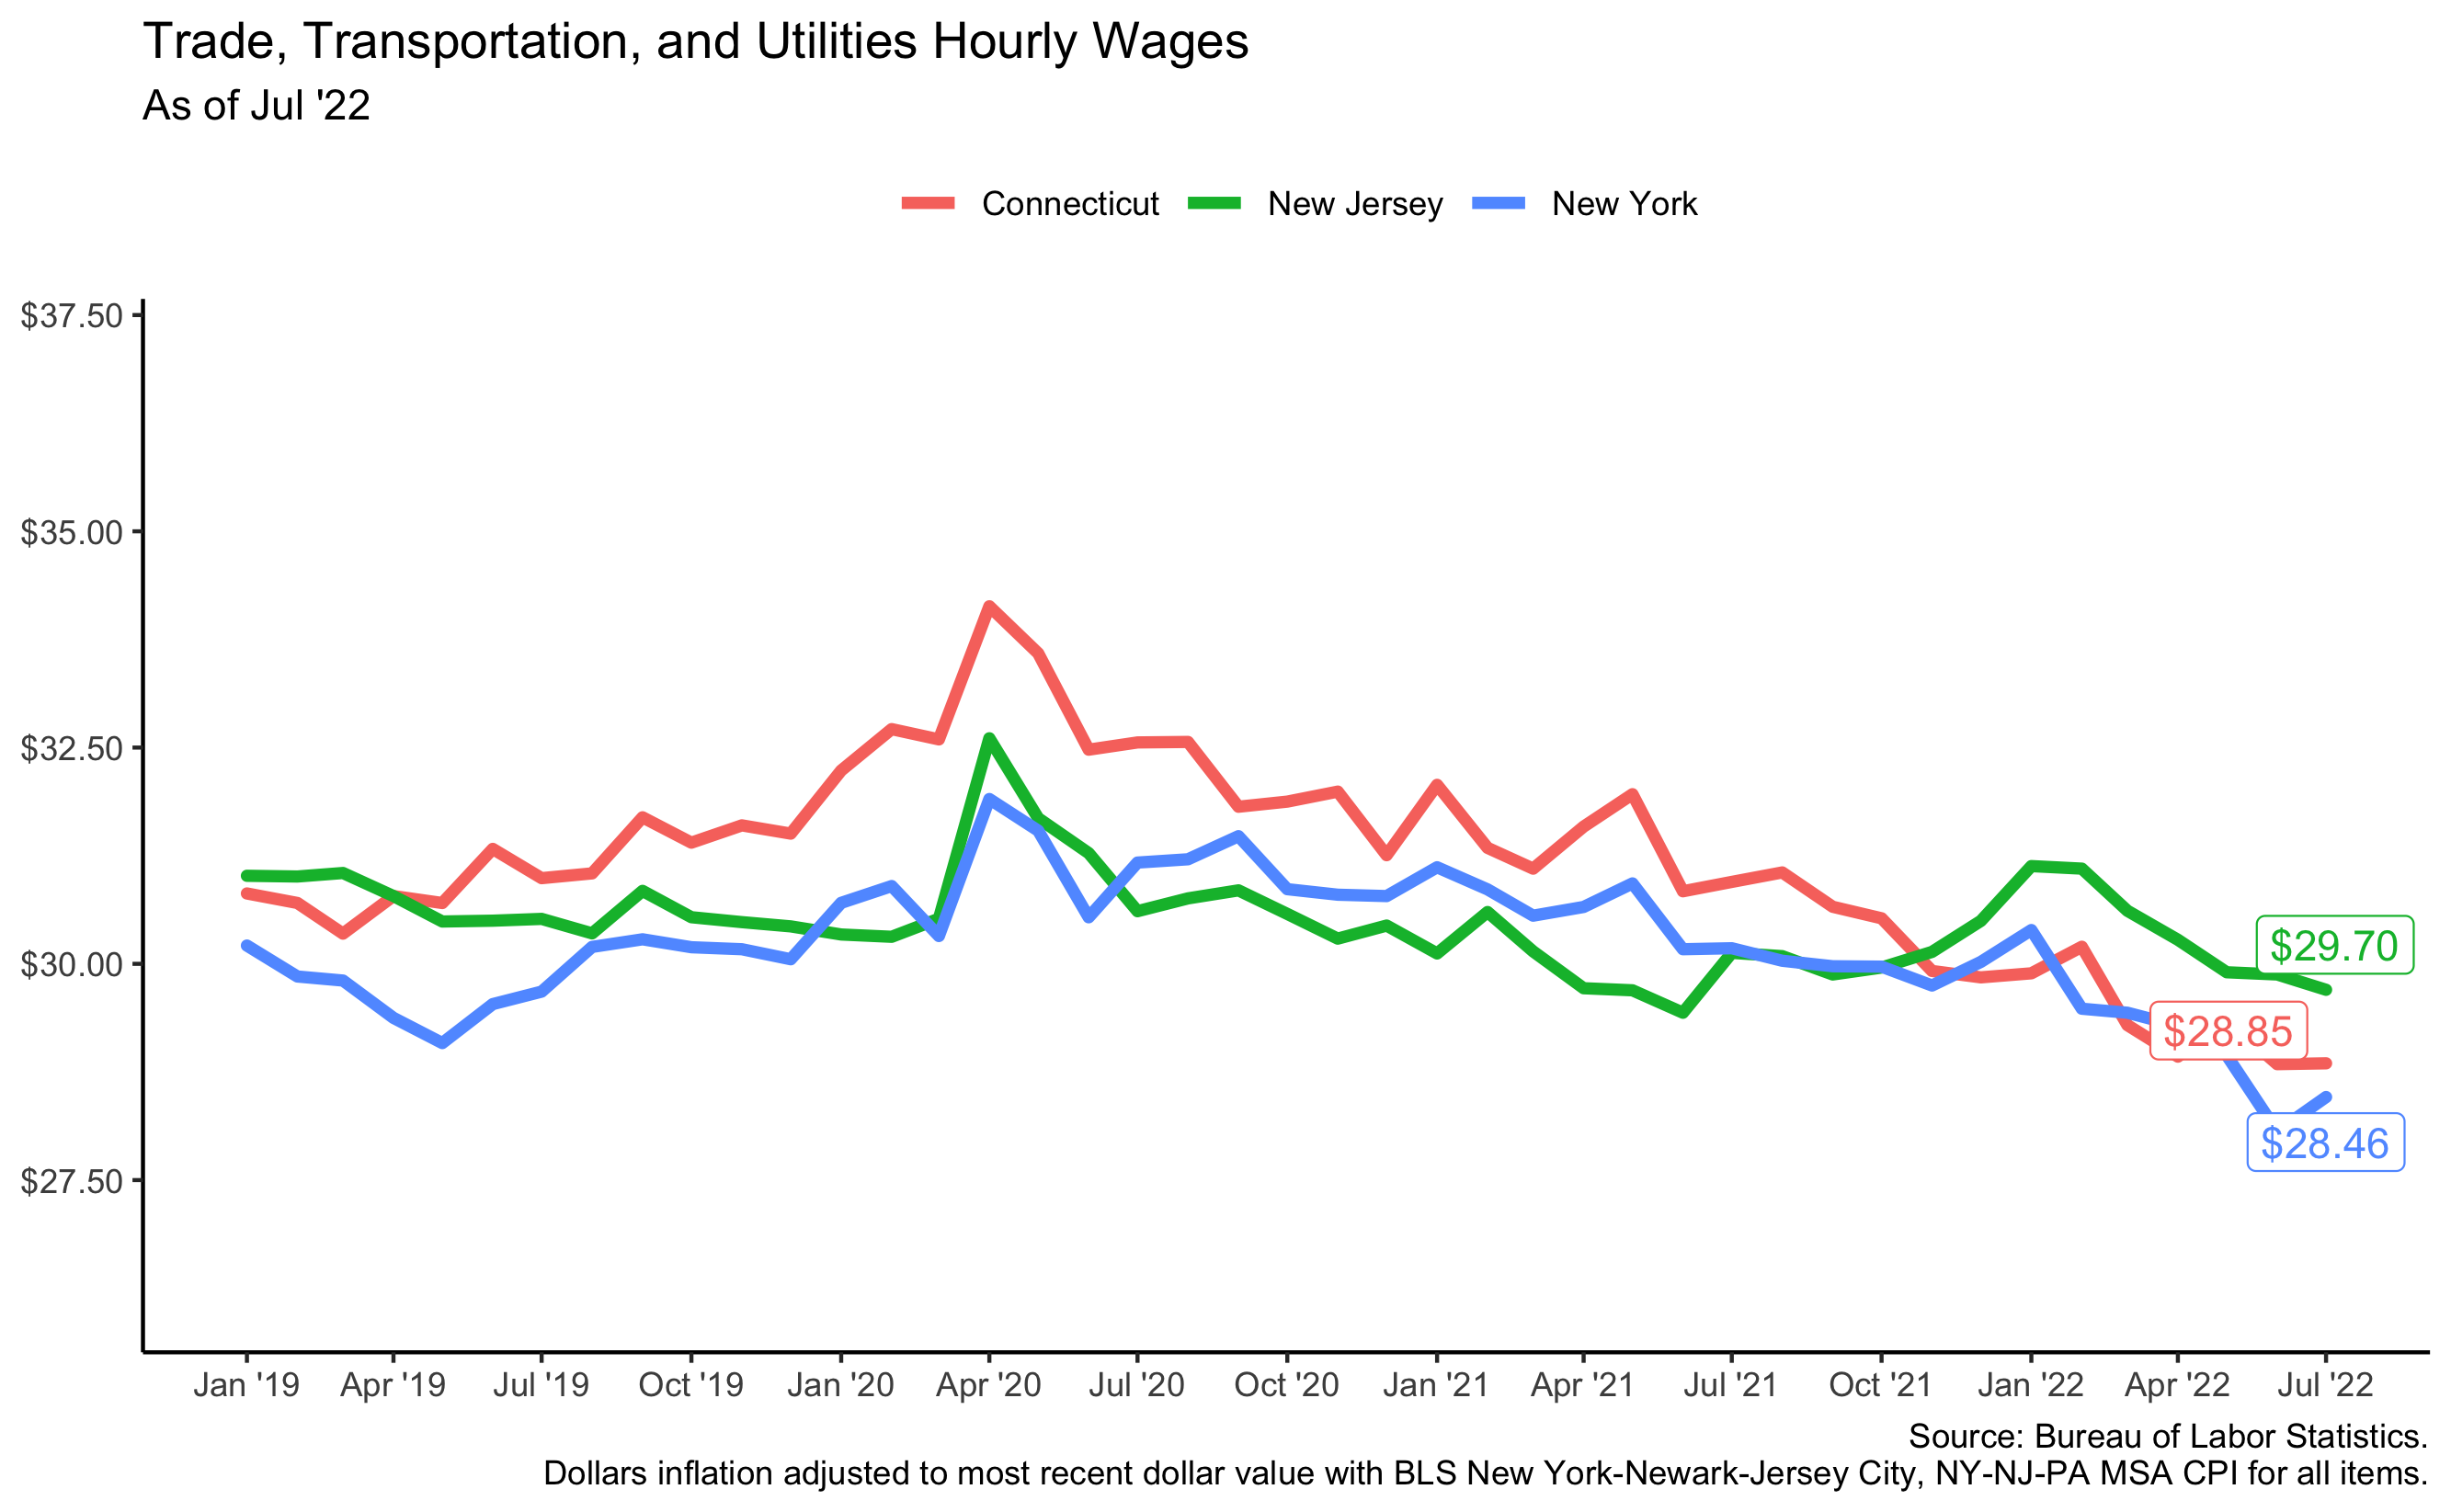 Trade, Transportation, and Utilities Hourly Wages
As of Jul '22
Connecticut New Jersey New York
$37.50
$35.00
$32.50
$30.00
$27.50
$29.70
$28.85
$28.46
Jan '19 Apr '19 Jul '19 Oct '19 Jan '20 Apr '20 Jul '20 Oct '20 Jan '21 Apr '21 Jul '21 Oct '21 Jan '22 Apr '22 Jul '22
Source: Bureau of Labor Statistics.
Dollars inflation adjusted to most recent dollar value with BLS New York-Newark-Jersey City, NY-NJ-PA MSA CPI for all items.